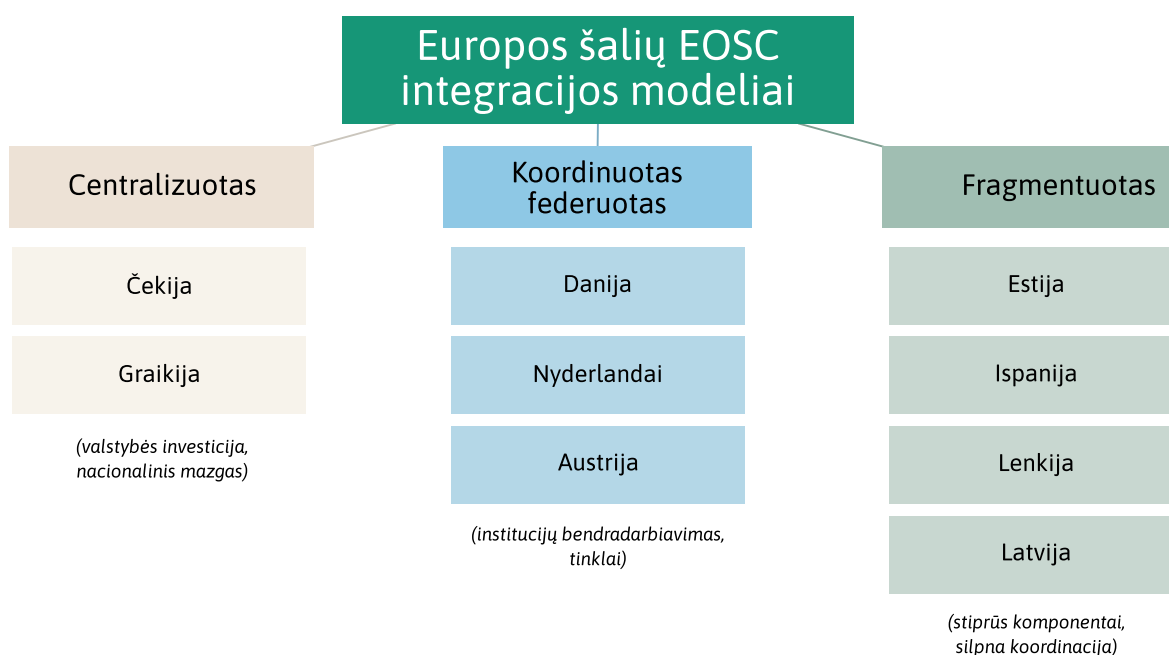 Europos šalių EOSC
integracijos modeliai
Centralizuotas
Čekija
Graikija
(valstybės investicija,
nacionalinis mazgas)
Koordinuotas
federuotas
Danija
Nyderlandai
Austrija
(institucijų bendradarbiavimas,
tinklai)
Fragmentuotas
Estija
Ispanija
Lenkija
Latvija
(stiprūs komponentai,
silpna koordinacija)